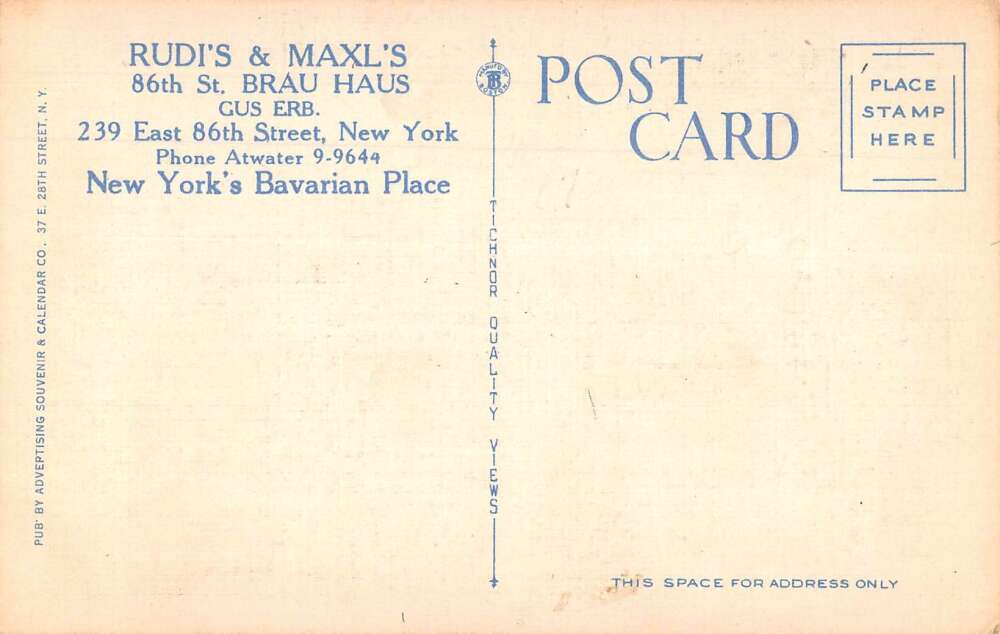 RUDI'S & MAXL'S
86th St. BRAU HAUS
GUS ERB.
239 East 86th Street, New York
Phone Atwater 9-9644
New York's Bavarian Place
PUB' BY ADVERTISING SOUVENIR & CALENDAR CO., 37 E. 28TH STREET, N. Y.
TICHNOR QUALITY VIEWS
POST
CARD
PLACE
STAMP
HERE
THIS SPACE FOR ADDRESS ONLY